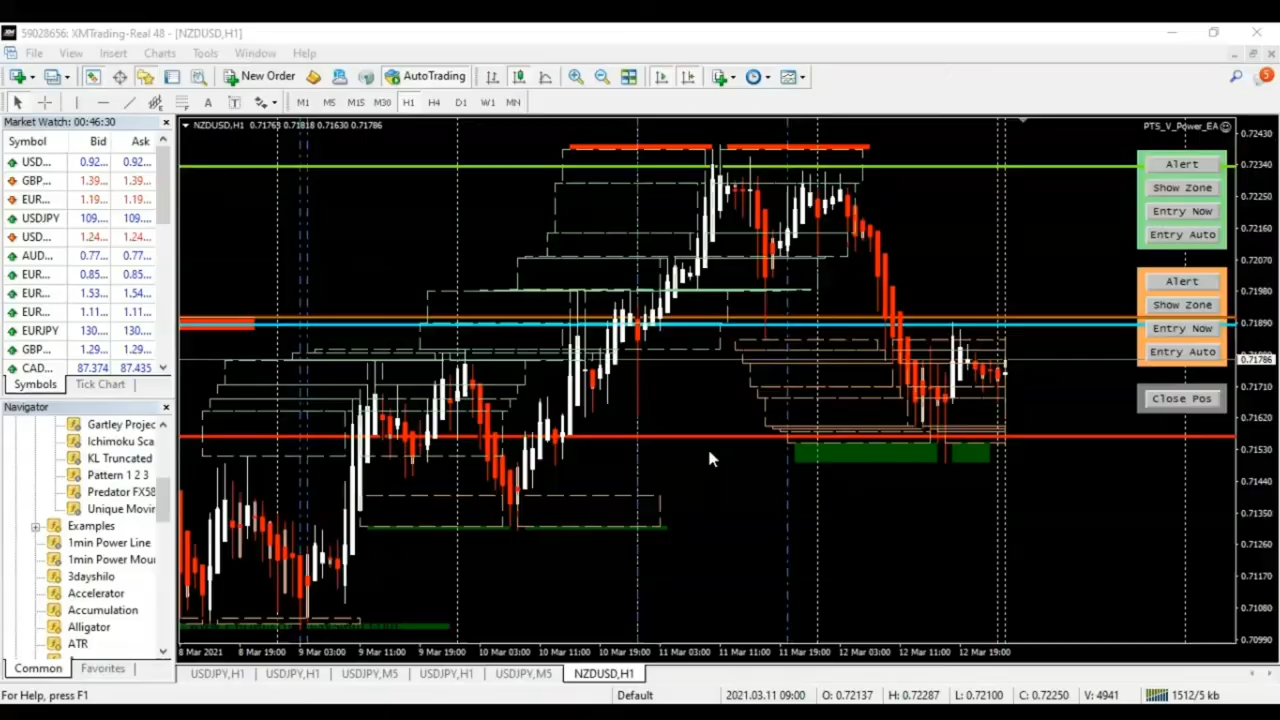 59028656: XMTrading-Real 48 - [NZDUSD,H1]
File View Insert Charts Tools Window Help
New Order AutoTrading
A T M1 M5 M15 M30 H1 H4 D1 W1 MN
5
Market Watch: 00:46:30
Symbol Bid Ask
USD... 0.92... 0.92...
GBP... 1.39... 1.39...
EUR... 1.19... 1.19...
USDJPY 109,... 109,...
USD... 1.24... 1.24...
AUD... 0.77... 0.77...
EUR... 0.85... 0.85...
EUR... 1.53... 1.54...
EUR... 1.11... 1.11...
EURJPY 130.... 130....
GBP... 1.29... 1.29...
CAD... 87.374 87.435
Symbols Tick Chart
Navigator
Gartley Projec
Ichimoku Sca
KL Truncated
Pattern 1 2 3
Predator FX58
Unique Movir
Examples
1min Power Line
1min Power Mou
3dayshilo
Accelerator
Accumulation
Alligator
ATR
Common Favorites
NZDUSD,H1 0.71763 0.71818 0.71630 0.71786
PTS_V_Power_EA
Alert
Show Zone
Entry Now
Entry Auto
Alert
Show Zone
Entry Now
Entry Auto
Close Pos
0.72430
0.72340
0.72250
0.72160
0.72070
0.71980
0.71890
0.71786
0.71710
0.71620
0.71530
0.71440
0.71350
0.71260
0.71170
0.71080
0.70990
8 Mar 2021 8 Mar 19:00 9 Mar 03:00 9 Mar 11:00 9 Mar 19:00 10 Mar 03:00 10 Mar 11:00 10 Mar 19:00 11 Mar 03:00 11 Mar 11:00 11 Mar 19:00 12 Mar 03:00 12 Mar 11:00 12 Mar 19:00
USDJPY,H1 USDJPY,H1 USDJPY,M5 USDJPY,H1 USDJPY,M5 NZDUSD,H1
For Help, press F1 Default 2021.03.11 09:00 O: 0.72137 H: 0.72287 L: 0.72100 C: 0.72250 V: 4941 1512/5 kb